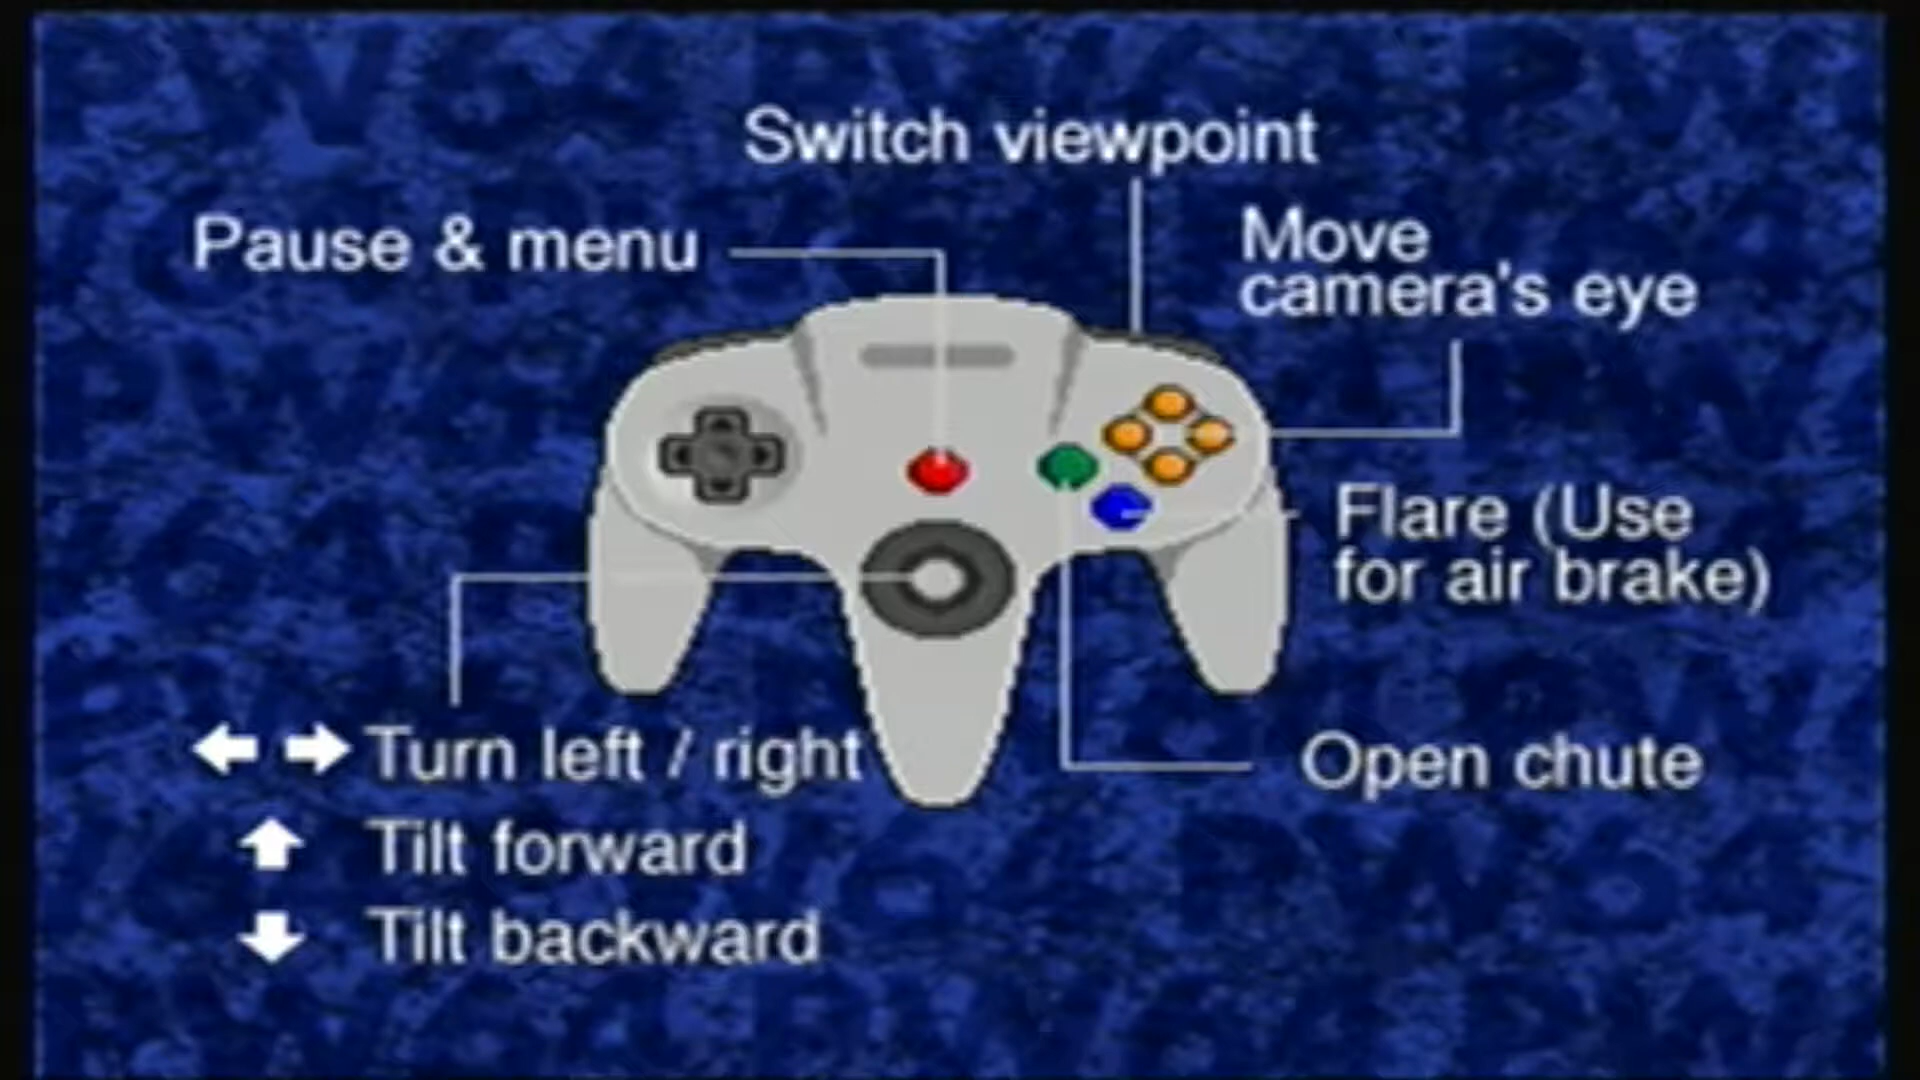 Switch viewpoint
Pause & menu
Move
camera's eye
Flare (Use
for air brake)
Turn left / right
Open chute
Tilt forward
Tilt backward